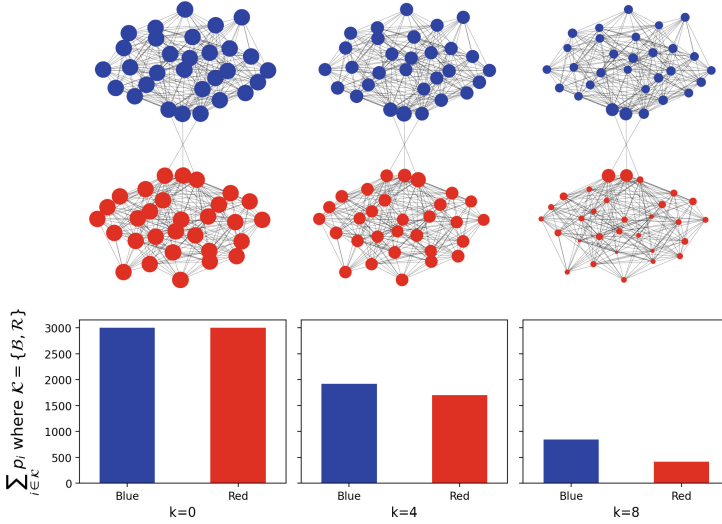 ∑_{i∈𝒦} p_i where 𝒦 = {ℬ, ℛ}
3000
2500
2000
1500
1000
500
0
Blue Red Blue Red Blue Red
k=0 k=4 k=8